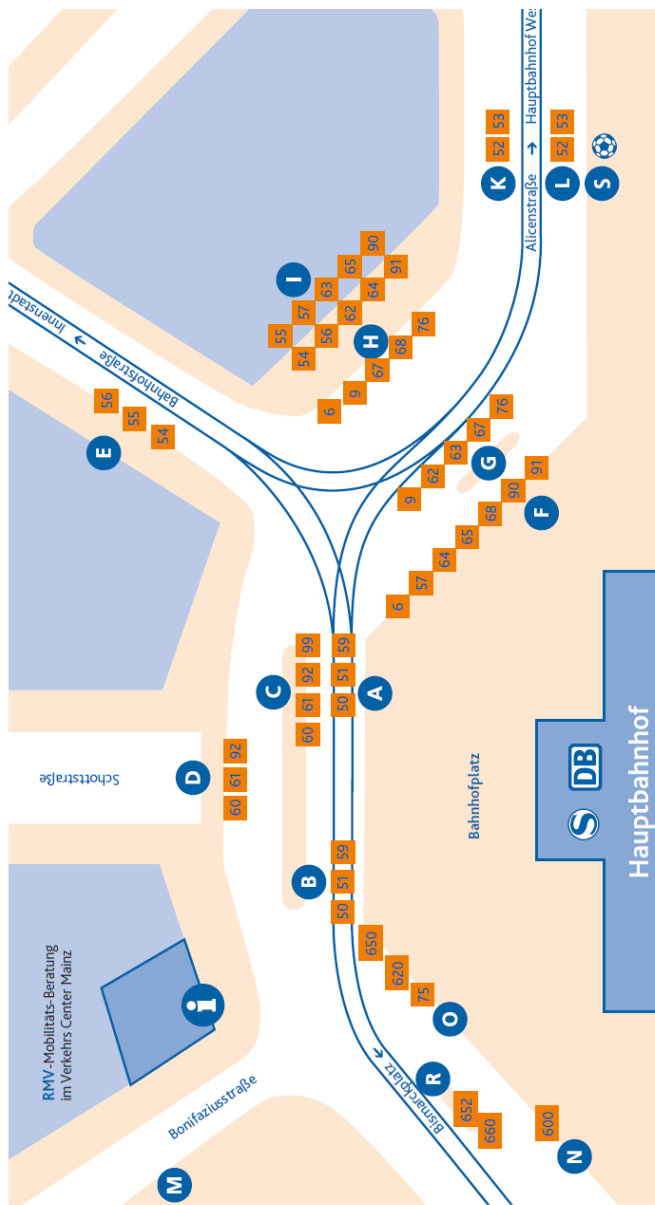 RMV-Mobilitäts-Beratung
im Verkehrs Center Mainz
i
Schottstraße
Bonifaziusstraße
M
D
60 61 92
E
54 55 56
Innenstadt ← Bahnhofstraße
C
60 61 92 99
B
50 51 59
A
50 51 59
I
55 57 63 65 90
54 56 62 64 91
H
6 9 67 68 76
G
9 62 63 67 76
F
6 57 64 65 68 90 91
650
620
75
O
Bismarckplatz →
R
652
660
N
600
Bahnhofplatz
K
52 53
Alicenstraße → Hauptbahnhof Wes
L
52 53
S
S DB
Hauptbahnhof